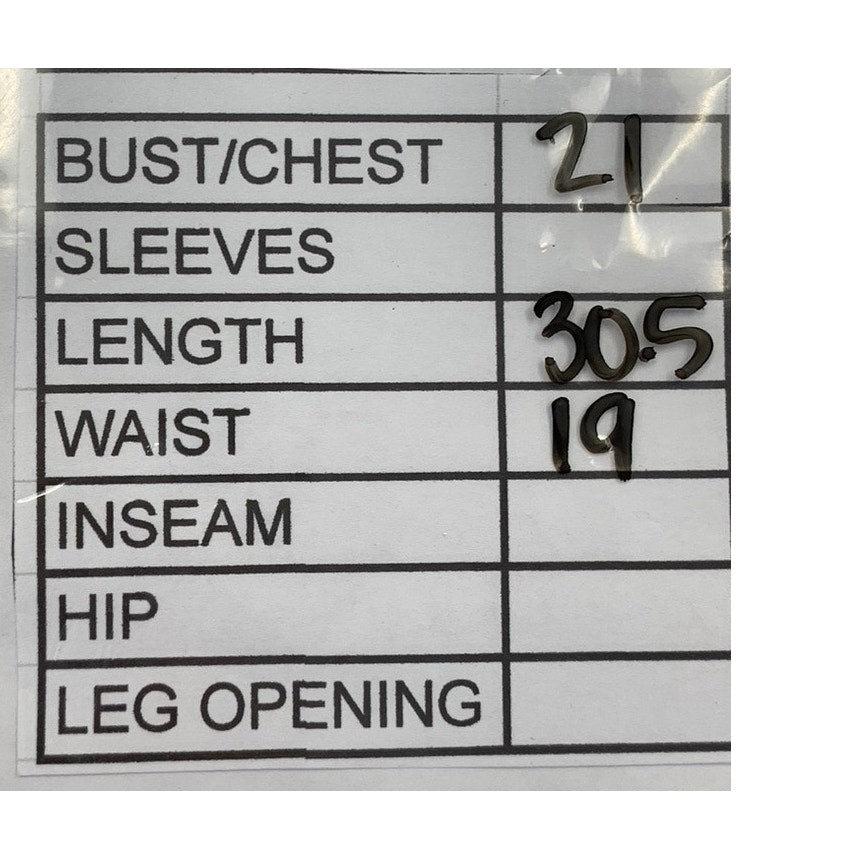 BUST/CHEST 21
SLEEVES
LENGTH 30.5
WAIST 19
INSEAM
HIP
LEG OPENING